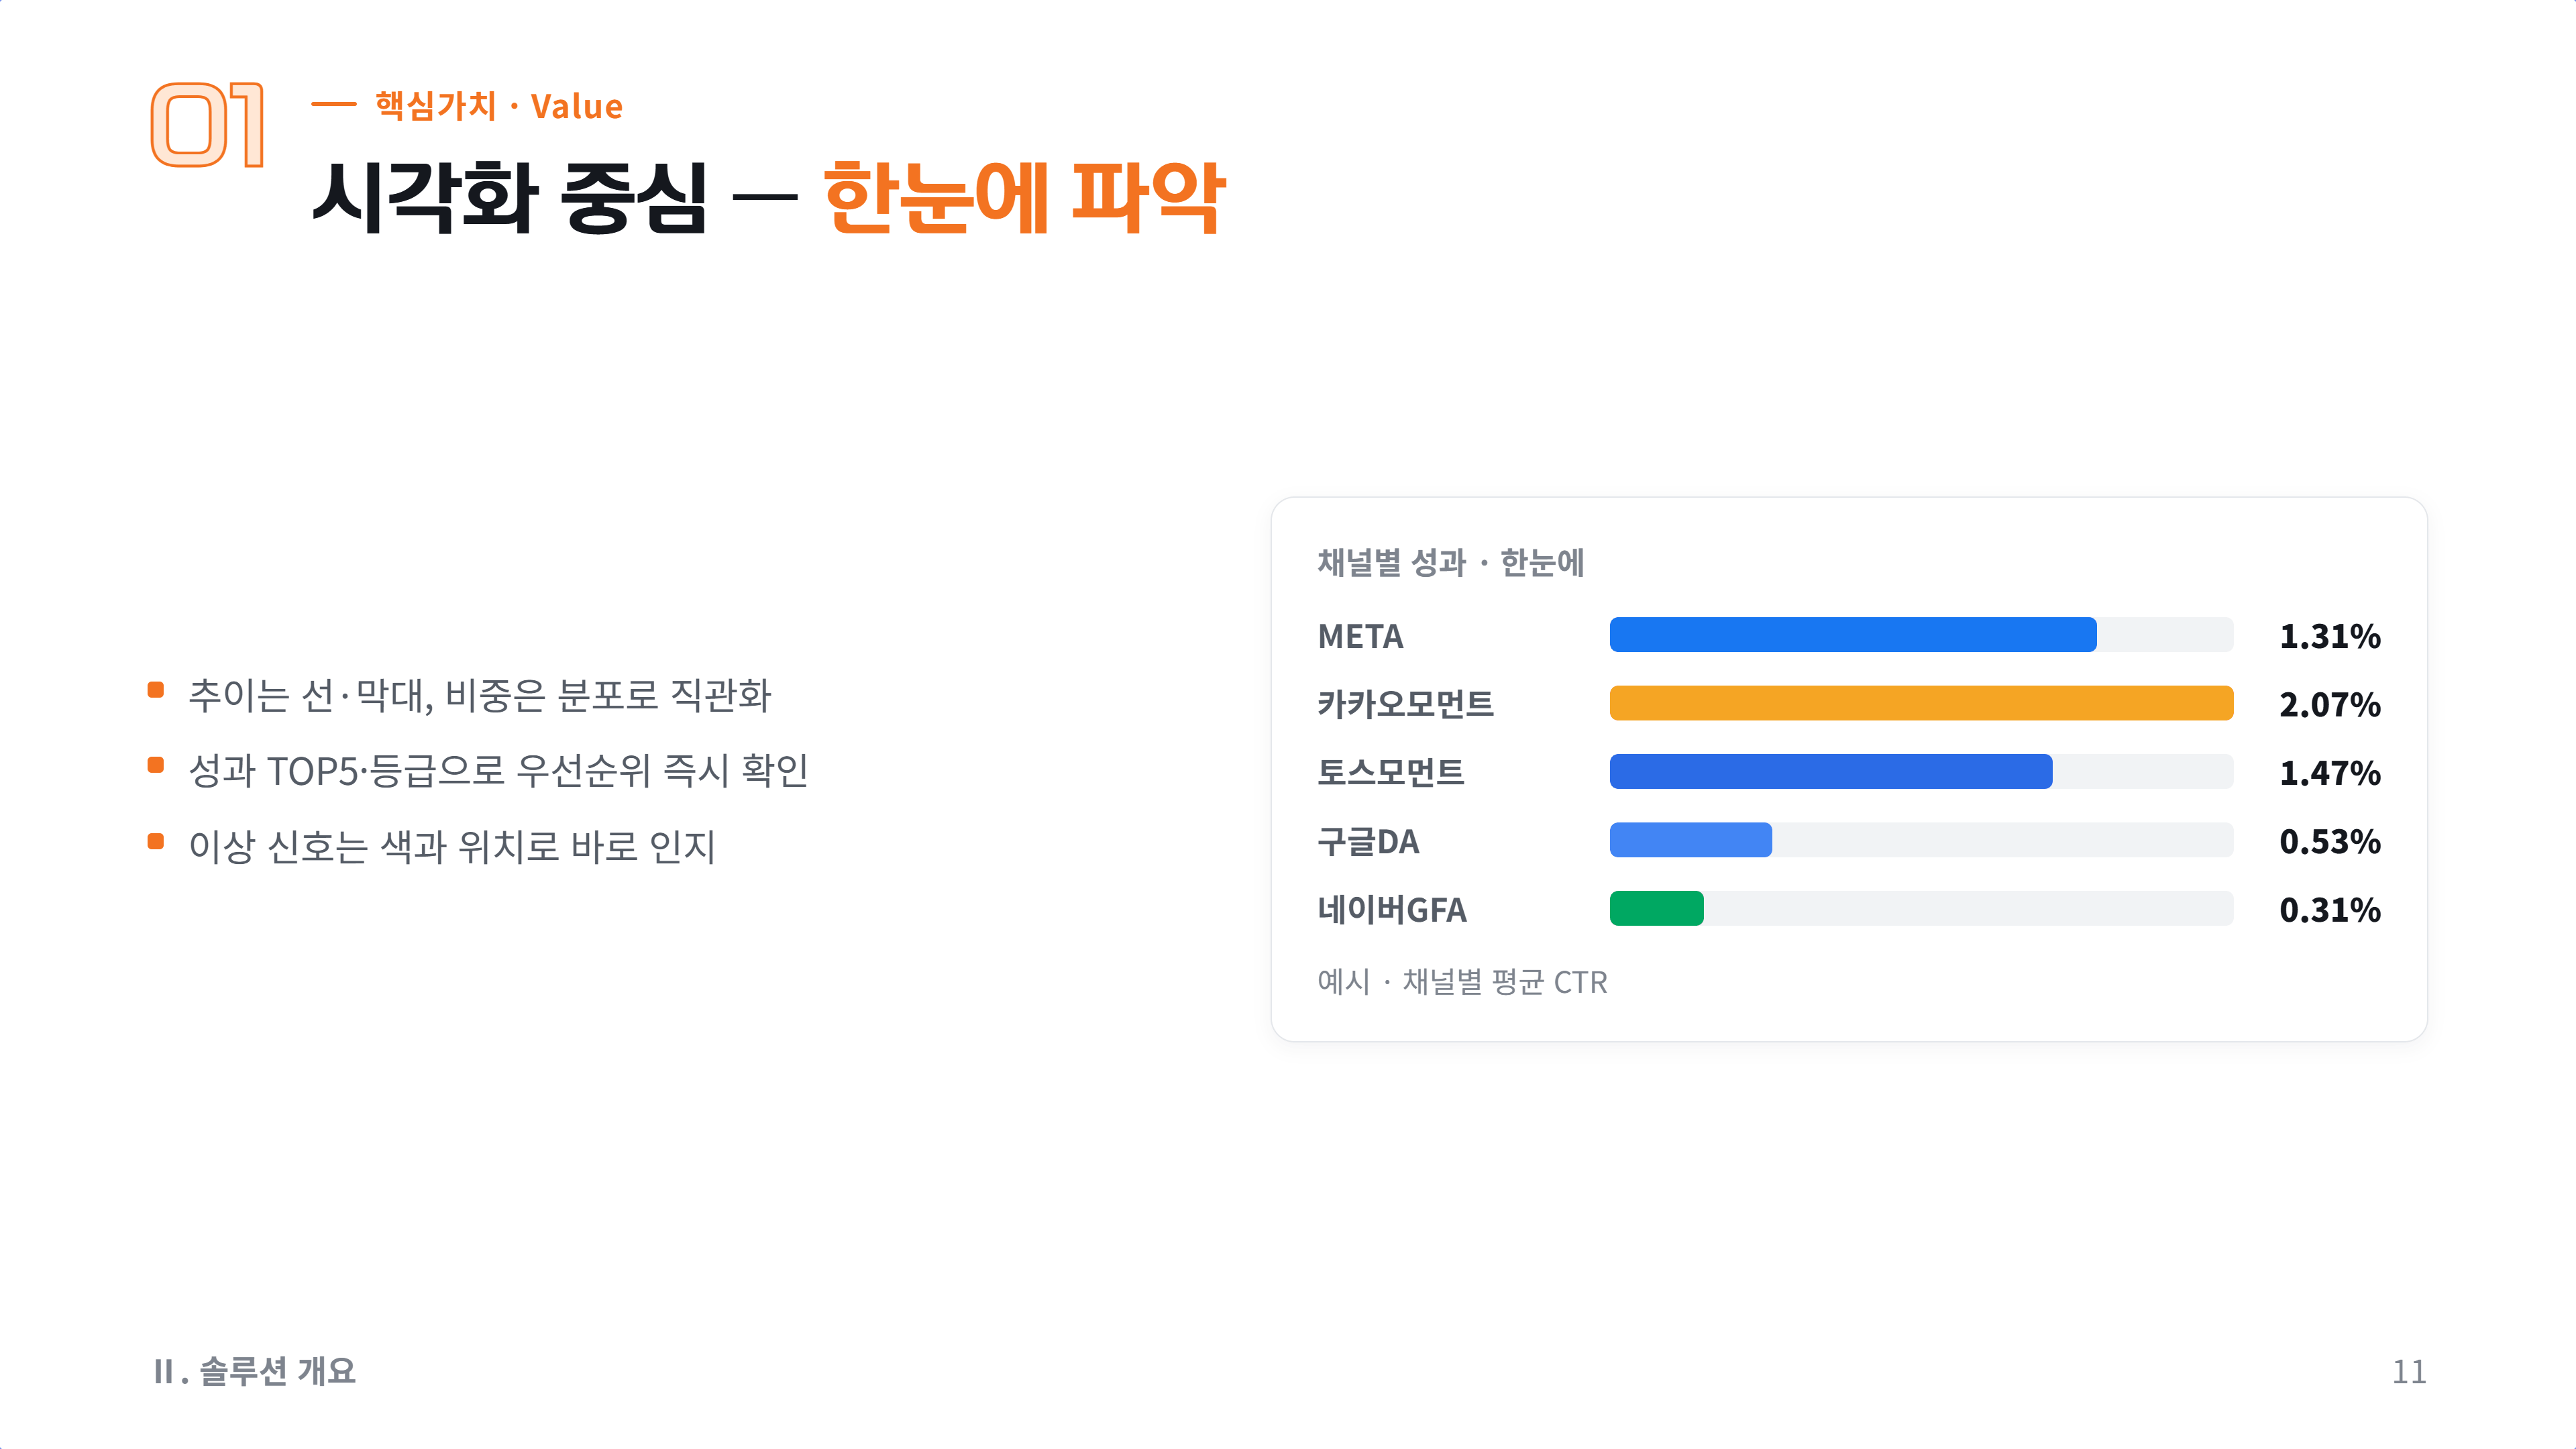 01
핵심가치 · Value
시각화 중심 — 한눈에 파악
추이는 선·막대, 비중은 분포로 직관화
성과 TOP5·등급으로 우선순위 즉시 확인
이상 신호는 색과 위치로 바로 인지
채널별 성과 · 한눈에
META 1.31%
카카오모먼트 2.07%
토스모먼트 1.47%
구글DA 0.53%
네이버GFA 0.31%
예시 · 채널별 평균 CTR
II. 솔루션 개요
11